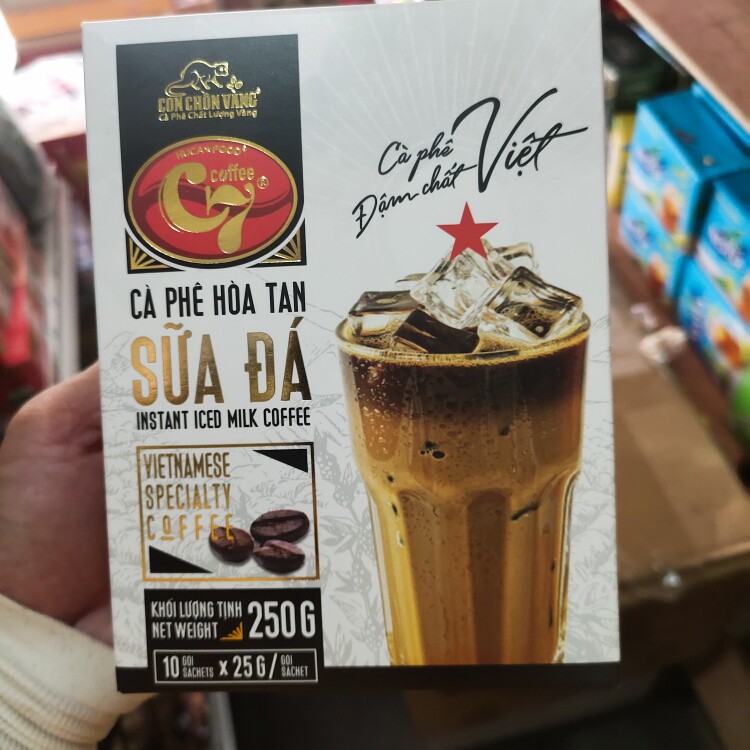 CON CHỒN VÀNG
Cà Phê Chất Lượng Vàng
HUCAFOOD
coffee
C7
Cà phê
Đậm chất Việt
CÀ PHÊ HÒA TAN
SỮA ĐÁ
INSTANT ICED MILK COFFEE
VIETNAMESE
SPECIALTY
COFFEE
KHỐI LƯỢNG TỊNH
NET WEIGHT
250G
10 GÓI SACHETS x 25G/ GÓI SACHET